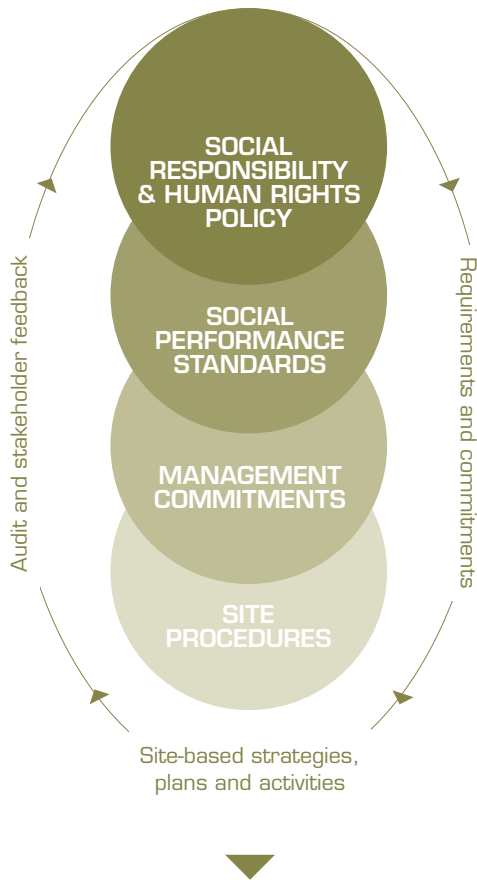 SOCIAL
RESPONSIBILITY
& HUMAN RIGHTS
POLICY
SOCIAL
PERFORMANCE
STANDARDS
MANAGEMENT
COMMITMENTS
SITE
PROCEDURES
Audit and stakeholder feedback
Requirements and commitments
Site-based strategies,
plans and activities